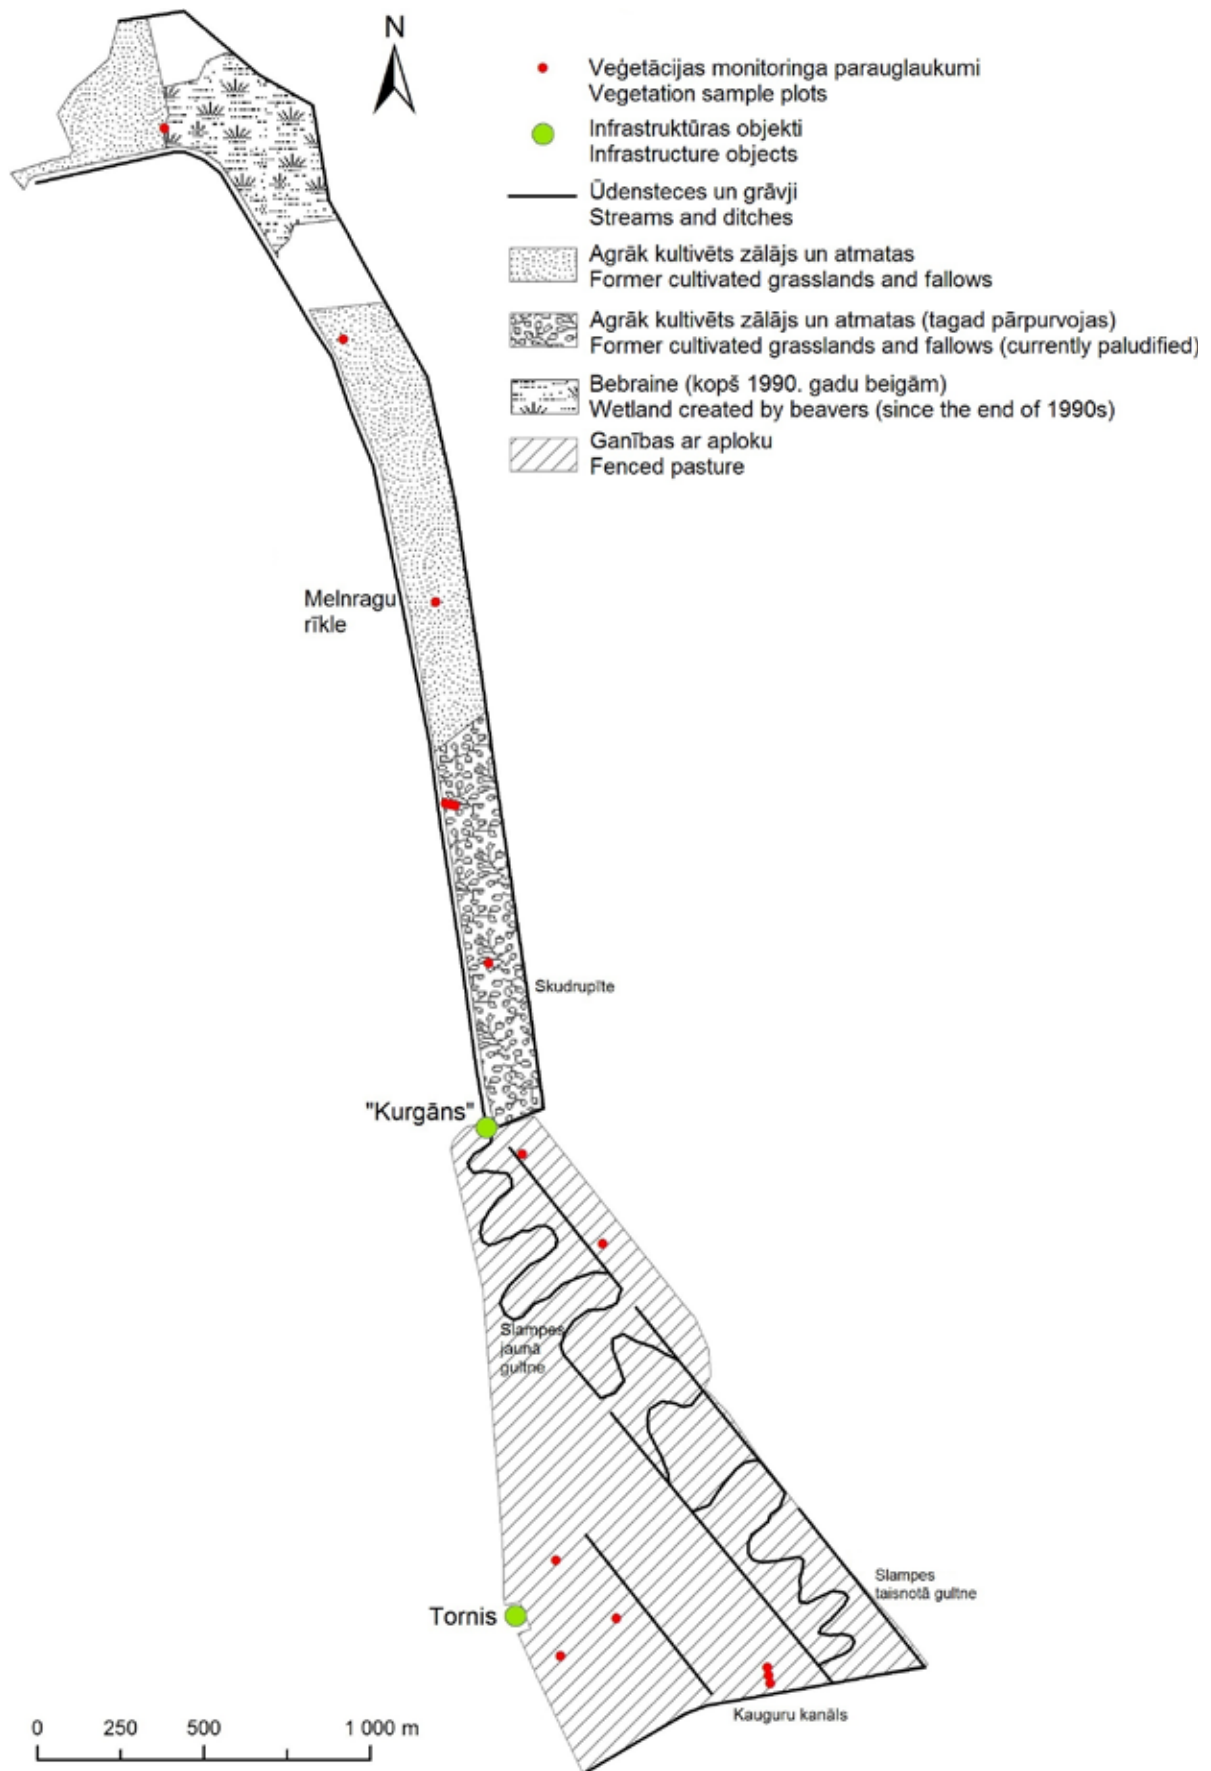 N
Veģetācijas monitoringa parauglaukumi
Vegetation sample plots
Infrastruktūras objekti
Infrastructure objects
Ūdensteces un grāvji
Streams and ditches
Agrāk kultivēts zālājs un atmatas
Former cultivated grasslands and fallows
Agrāk kultivēts zālājs un atmatas (tagad pārpurvojas)
Former cultivated grasslands and fallows (currently paludified)
Bebraine (kopš 1990. gadu beigām)
Wetland created by beavers (since the end of 1990s)
Ganības ar aploku
Fenced pasture
Melnragu
rīkle
Skudrupīte
"Kurgāns"
Slampes
jaunā
gultne
Slampes
taisnotā gultne
Tornis
Kauguru kanāls
0 250 500 1 000 m